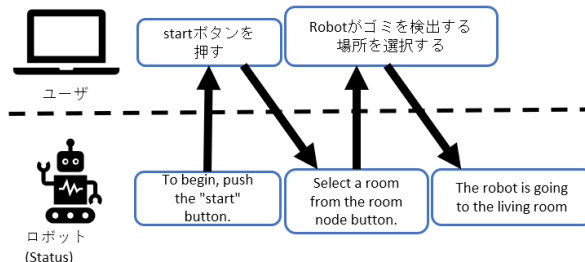 startボタンを
押す
Robotがゴミを検出する
場所を選択する
ユーザ
To begin, push
the "start"
button.
Select a room
from the room
node button.
The robot is going
to the living room
ロボット
(Status)